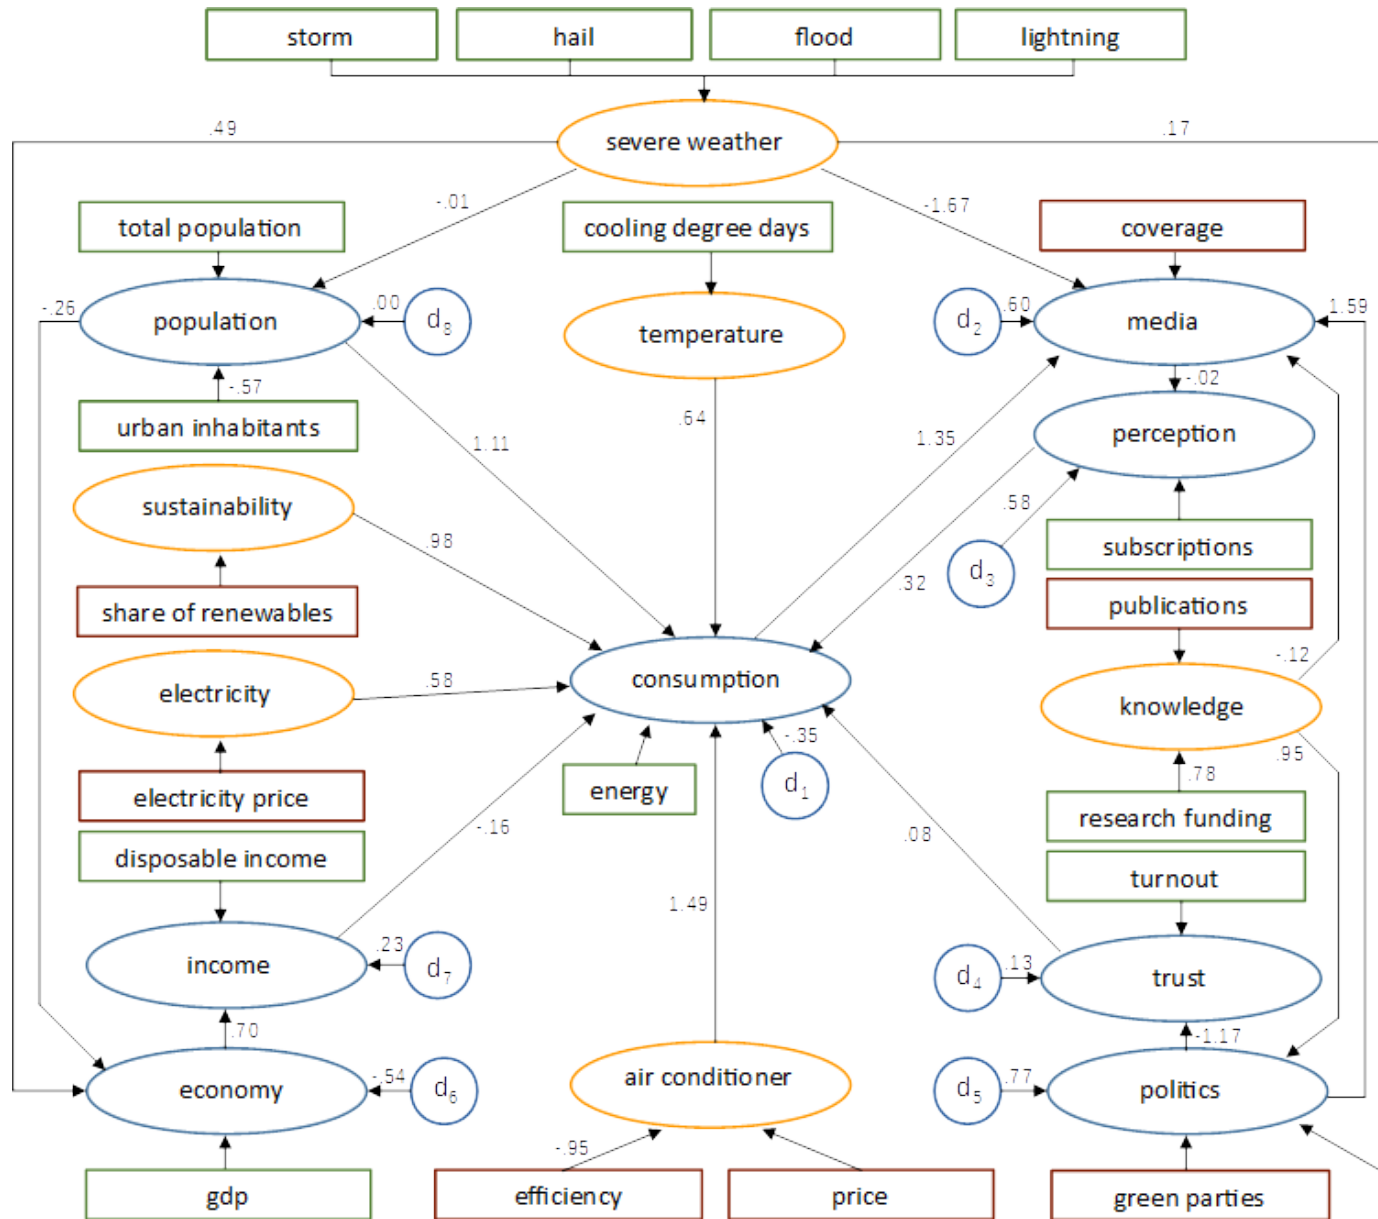 storm hail flood lightning
.49 severe weather .17
-.01 -1.67
total population cooling degree days coverage
-.26 population .00 d8 temperature d2 .60 media 1.59
-.57 -.02
urban inhabitants 1.11 .64 1.35 perception
sustainability .98 .32 d3 .58 subscriptions
share of renewables publications
electricity .58 consumption knowledge -.12
electricity price energy -.35 d1 .78 .95
disposable income -.16 .08 research funding
1.49 turnout
income .23 d7 d4 .13 trust
.70 -1.17
economy -.54 d6 air conditioner d5 .77 politics
-.95
gdp efficiency price green parties